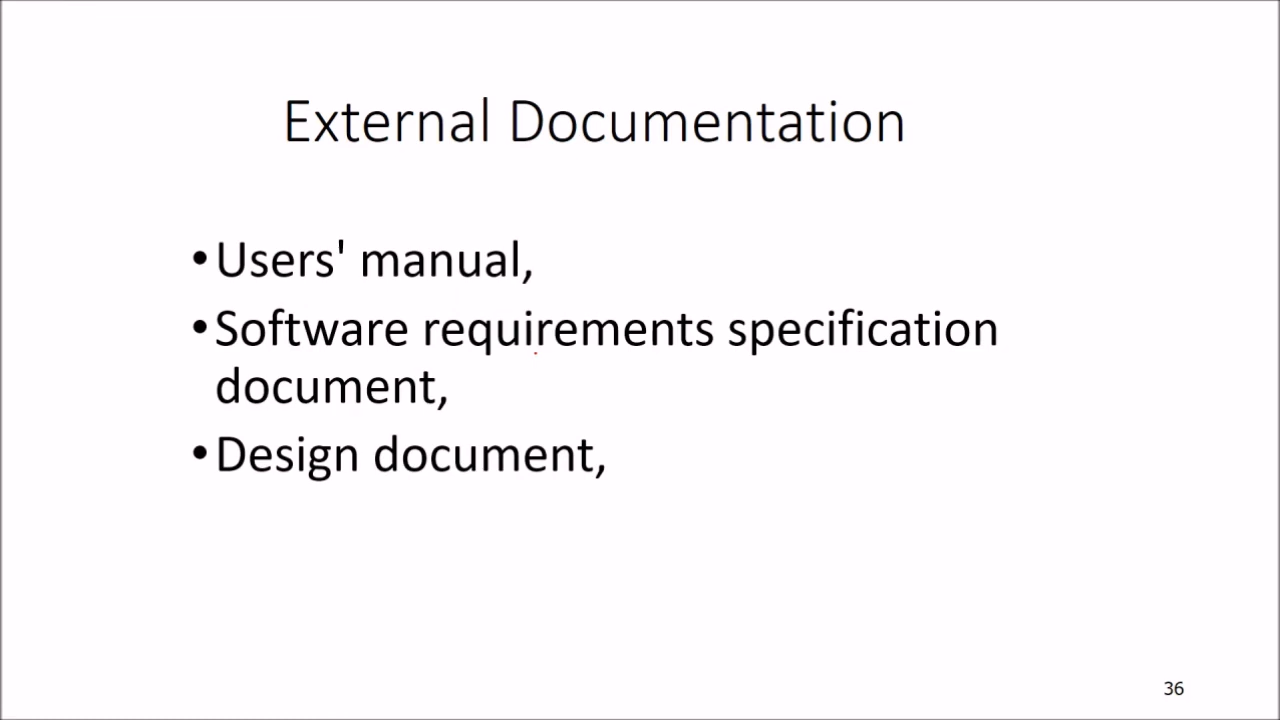 External Documentation
•Users' manual,
•Software requirements specification
document,
•Design document,
36